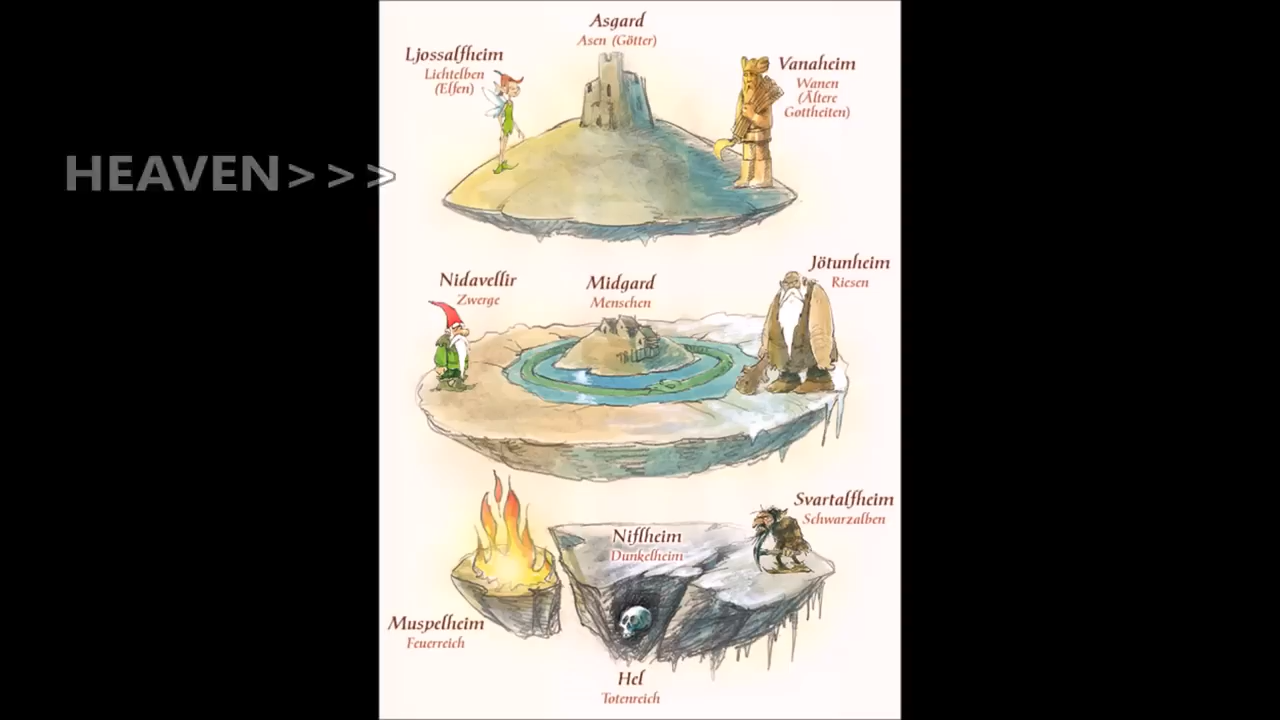 Asgard
Asen (Götter)
Ljossalfheim
Lichtelben
(Elfen)
Vanaheim
Wanen
(Ältere
Gottheiten)
HEAVEN>>>
Nidavellir
Zwerge
Midgard
Menschen
Jötunheim
Riesen
Niflheim
Dunkelheim
Svartalfheim
Schwarzalben
Muspelheim
Feuerreich
Hel
Totenreich